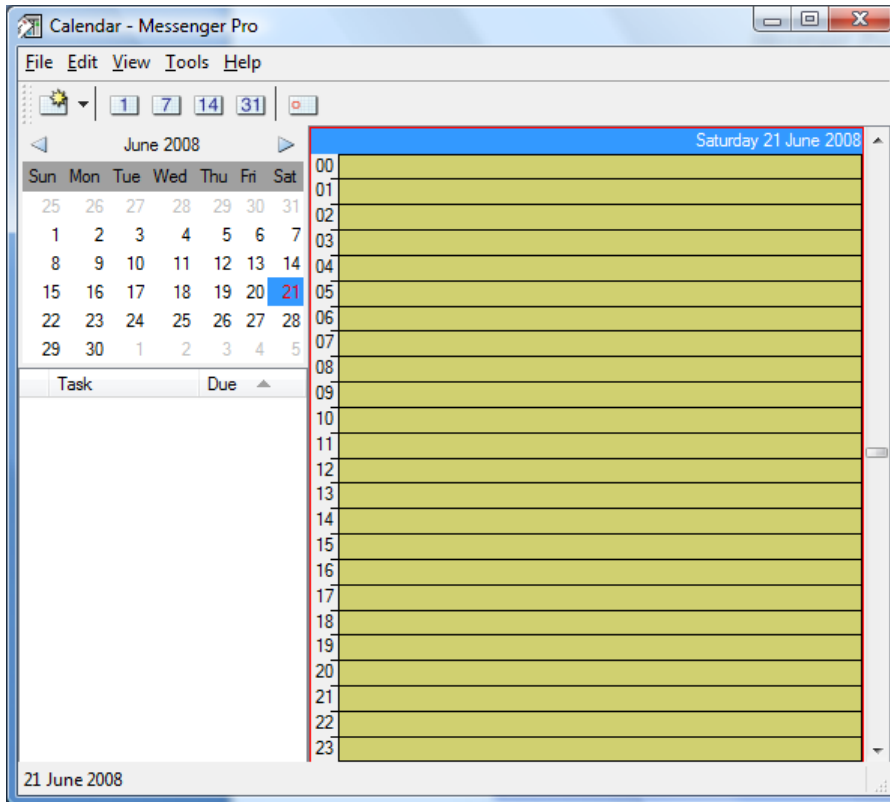 Calendar - Messenger Pro
File Edit View Tools Help
1 7 14 31
June 2008
Sun Mon Tue Wed Thu Fri Sat
25 26 27 28 29 30 31
1 2 3 4 5 6 7
8 9 10 11 12 13 14
15 16 17 18 19 20 21
22 23 24 25 26 27 28
29 30 1 2 3 4 5
Task Due
Saturday 21 June 2008
00
01
02
03
04
05
06
07
08
09
10
11
12
13
14
15
16
17
18
19
20
21
22
23
21 June 2008